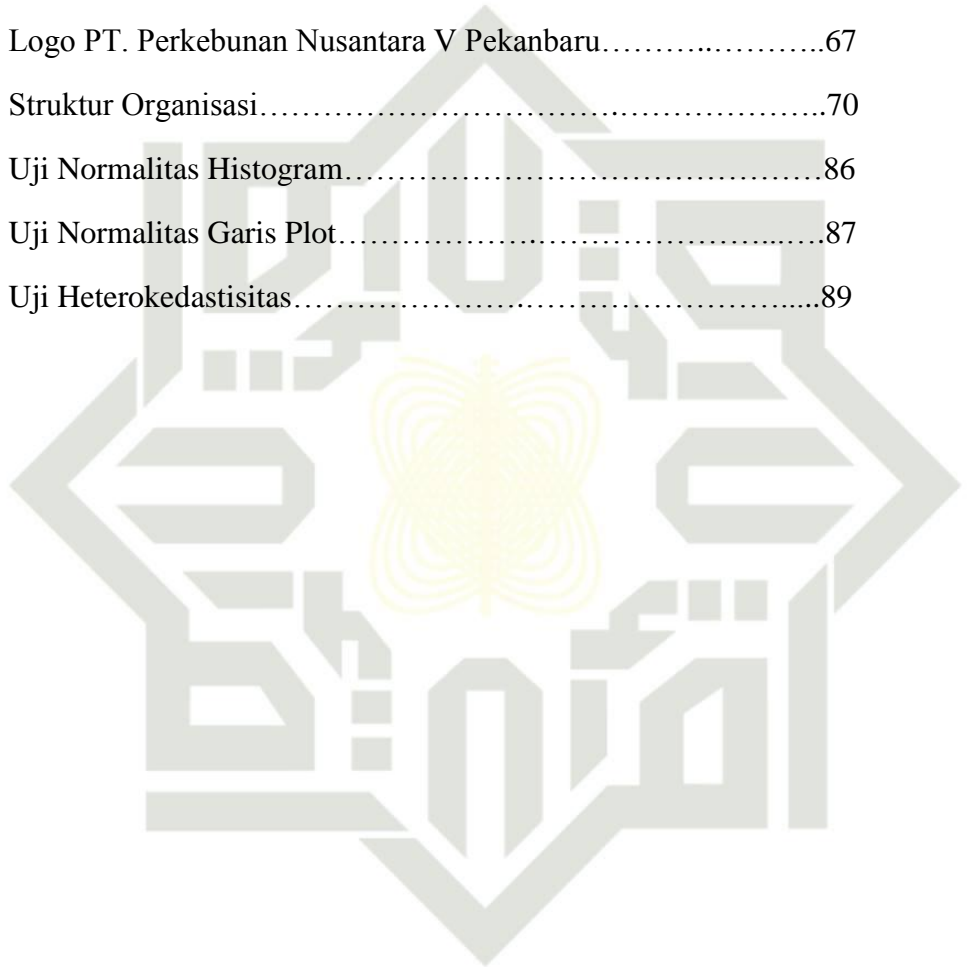 Logo PT. Perkebunan Nusantara V Pekanbaru………..………..67
Struktur Organisasi…………………………….………………..70
Uji Normalitas Histogram……………………………………….86
Uji Normalitas Garis Plot……………….…………………...….87
Uji Heterokedastisitas………………….…………………….....89